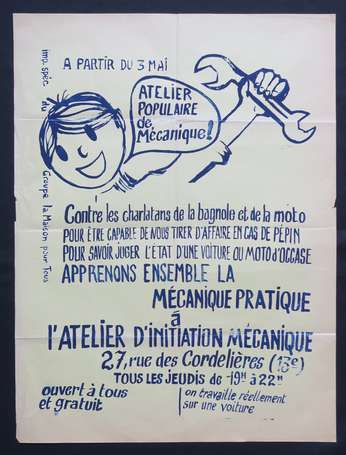 A PARTIR DU 3 MAI
ATELIER
POPULAIRE
de
MéCANIQUE!
imp. spec. du Groupe la Maison pour Tous
Contre les charlatans de la bagnole et de la moto
POUR ÊTRE CAPABLE DE NOUS TIRER D'AFFAIRE EN CAS DE PÉPIN
POUR SAVOIR JUGER L'ÉTAT D'UNE VOITURE OU MOTO D'OCCASE
APPRENONS ENSEMBLE LA
MÉCANIQUE PRATIQUE
à
l'ATELIER D'INITIATION MÉCANIQUE
27, rue des Cordelières (13e)
TOUS LES JEUDIS de 19H à 22H
ouvert à tous
et gratuit
on travaille réellement
sur une voiture